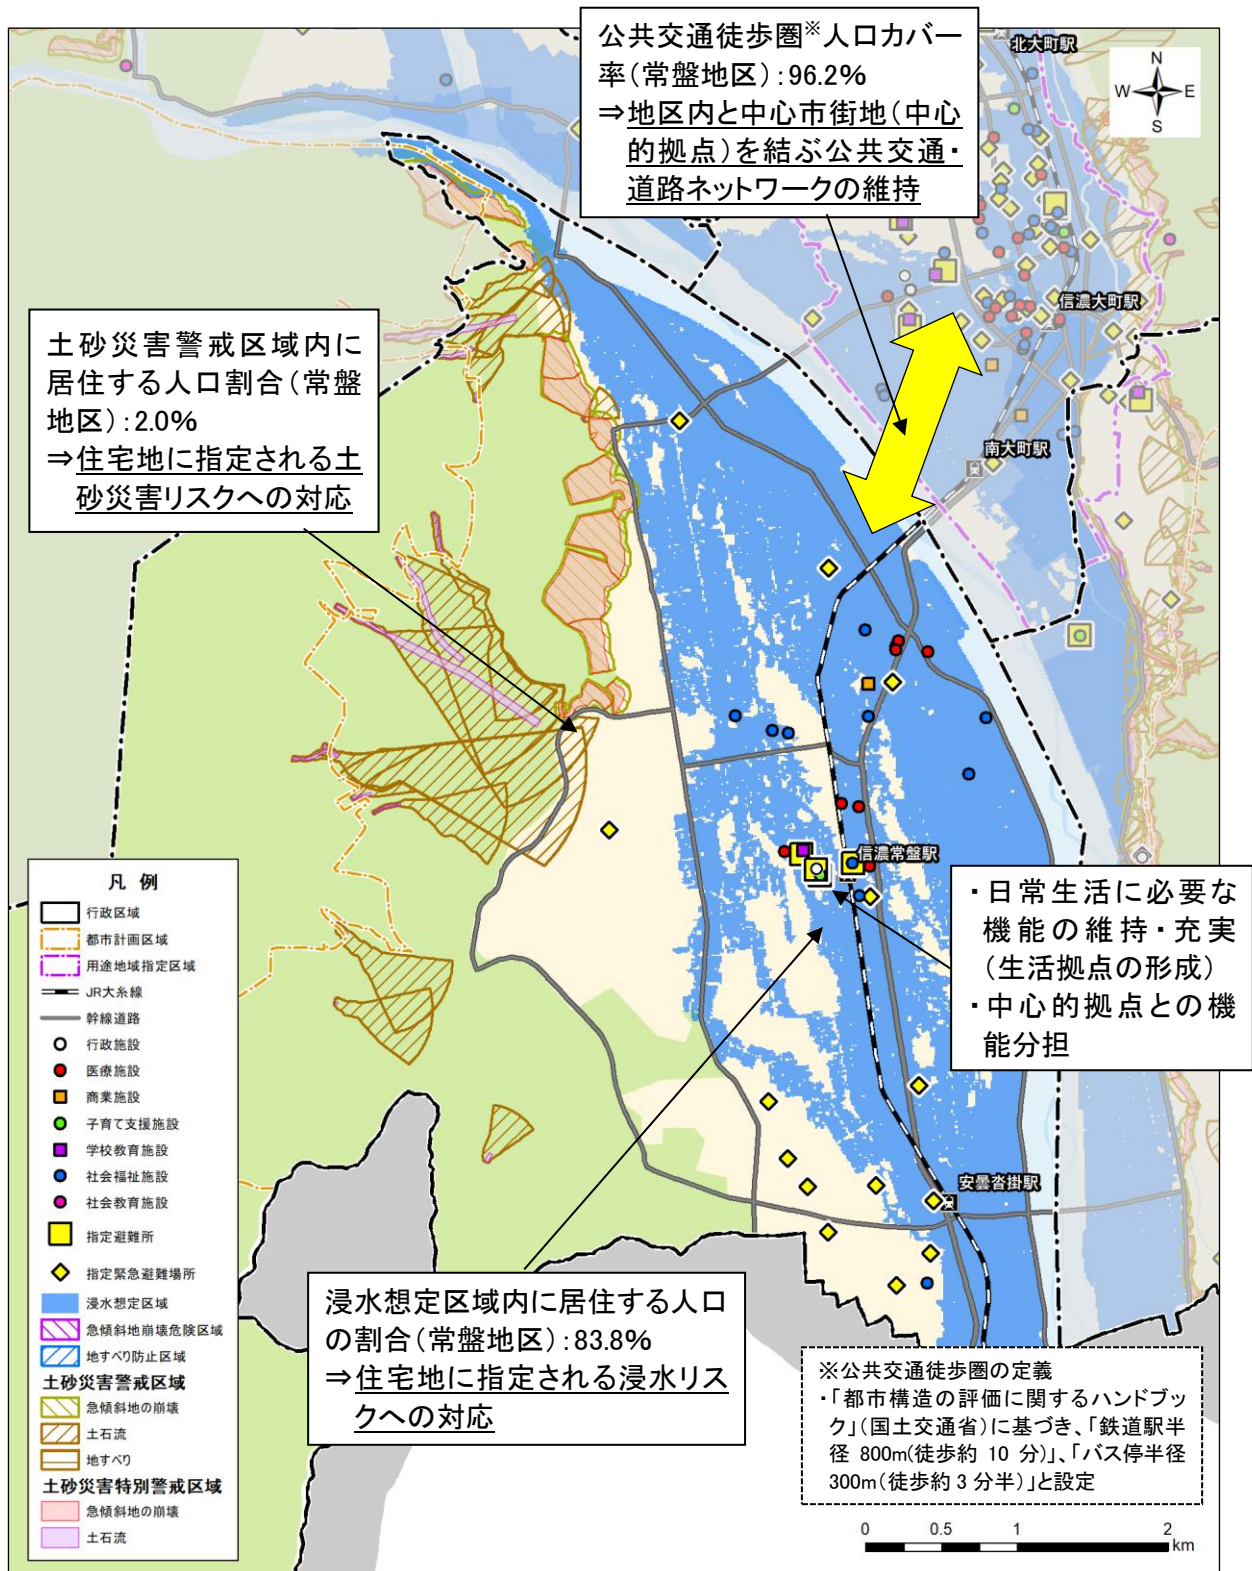 公共交通徒歩圏※人口カバー
率(常盤地区):96.2%
⇒地区内と中心市街地(中心
的拠点)を結ぶ公共交通・
道路ネットワークの維持
北大町駅
N
W
E
S
信濃大町駅
南大町駅
土砂災害警戒区域内に
居住する人口割合(常盤
地区):2.0%
⇒住宅地に指定される土
砂災害リスクへの対応
信濃常盤駅
・日常生活に必要な
機能の維持・充実
(生活拠点の形成)
・中心的拠点との機
能分担
安曇沓掛駅
凡 例
行政区域
都市計画区域
用途地域指定区域
JR大糸線
幹線道路
行政施設
医療施設
商業施設
子育て支援施設
学校教育施設
社会福祉施設
社会教育施設
指定避難所
指定緊急避難場所
浸水想定区域
急傾斜地崩壊危険区域
地すべり防止区域
土砂災害警戒区域
急傾斜地の崩壊
土石流
地すべり
土砂災害特別警戒区域
急傾斜地の崩壊
土石流
浸水想定区域内に居住する人口
の割合(常盤地区):83.8%
⇒住宅地に指定される浸水リス
クへの対応
※公共交通徒歩圏の定義
・「都市構造の評価に関するハンドブッ
ク」(国土交通省)に基づき、「鉄道駅半
径 800m(徒歩約 10 分)」、「バス停半径
300m(徒歩約 3 分半)」と設定
0 0.5 1 2
km